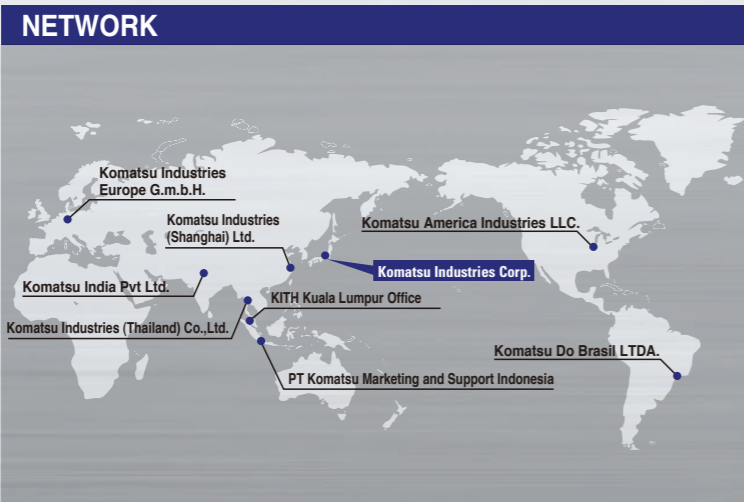 NETWORK
Komatsu Industries
Europe G.m.b.H.
Komatsu Industries
(Shanghai) Ltd.
Komatsu America Industries LLC.
Komatsu Industries Corp.
Komatsu India Pvt Ltd.
KITH Kuala Lumpur Office
Komatsu Industries (Thailand) Co.,Ltd.
Komatsu Do Brasil LTDA.
PT Komatsu Marketing and Support Indonesia